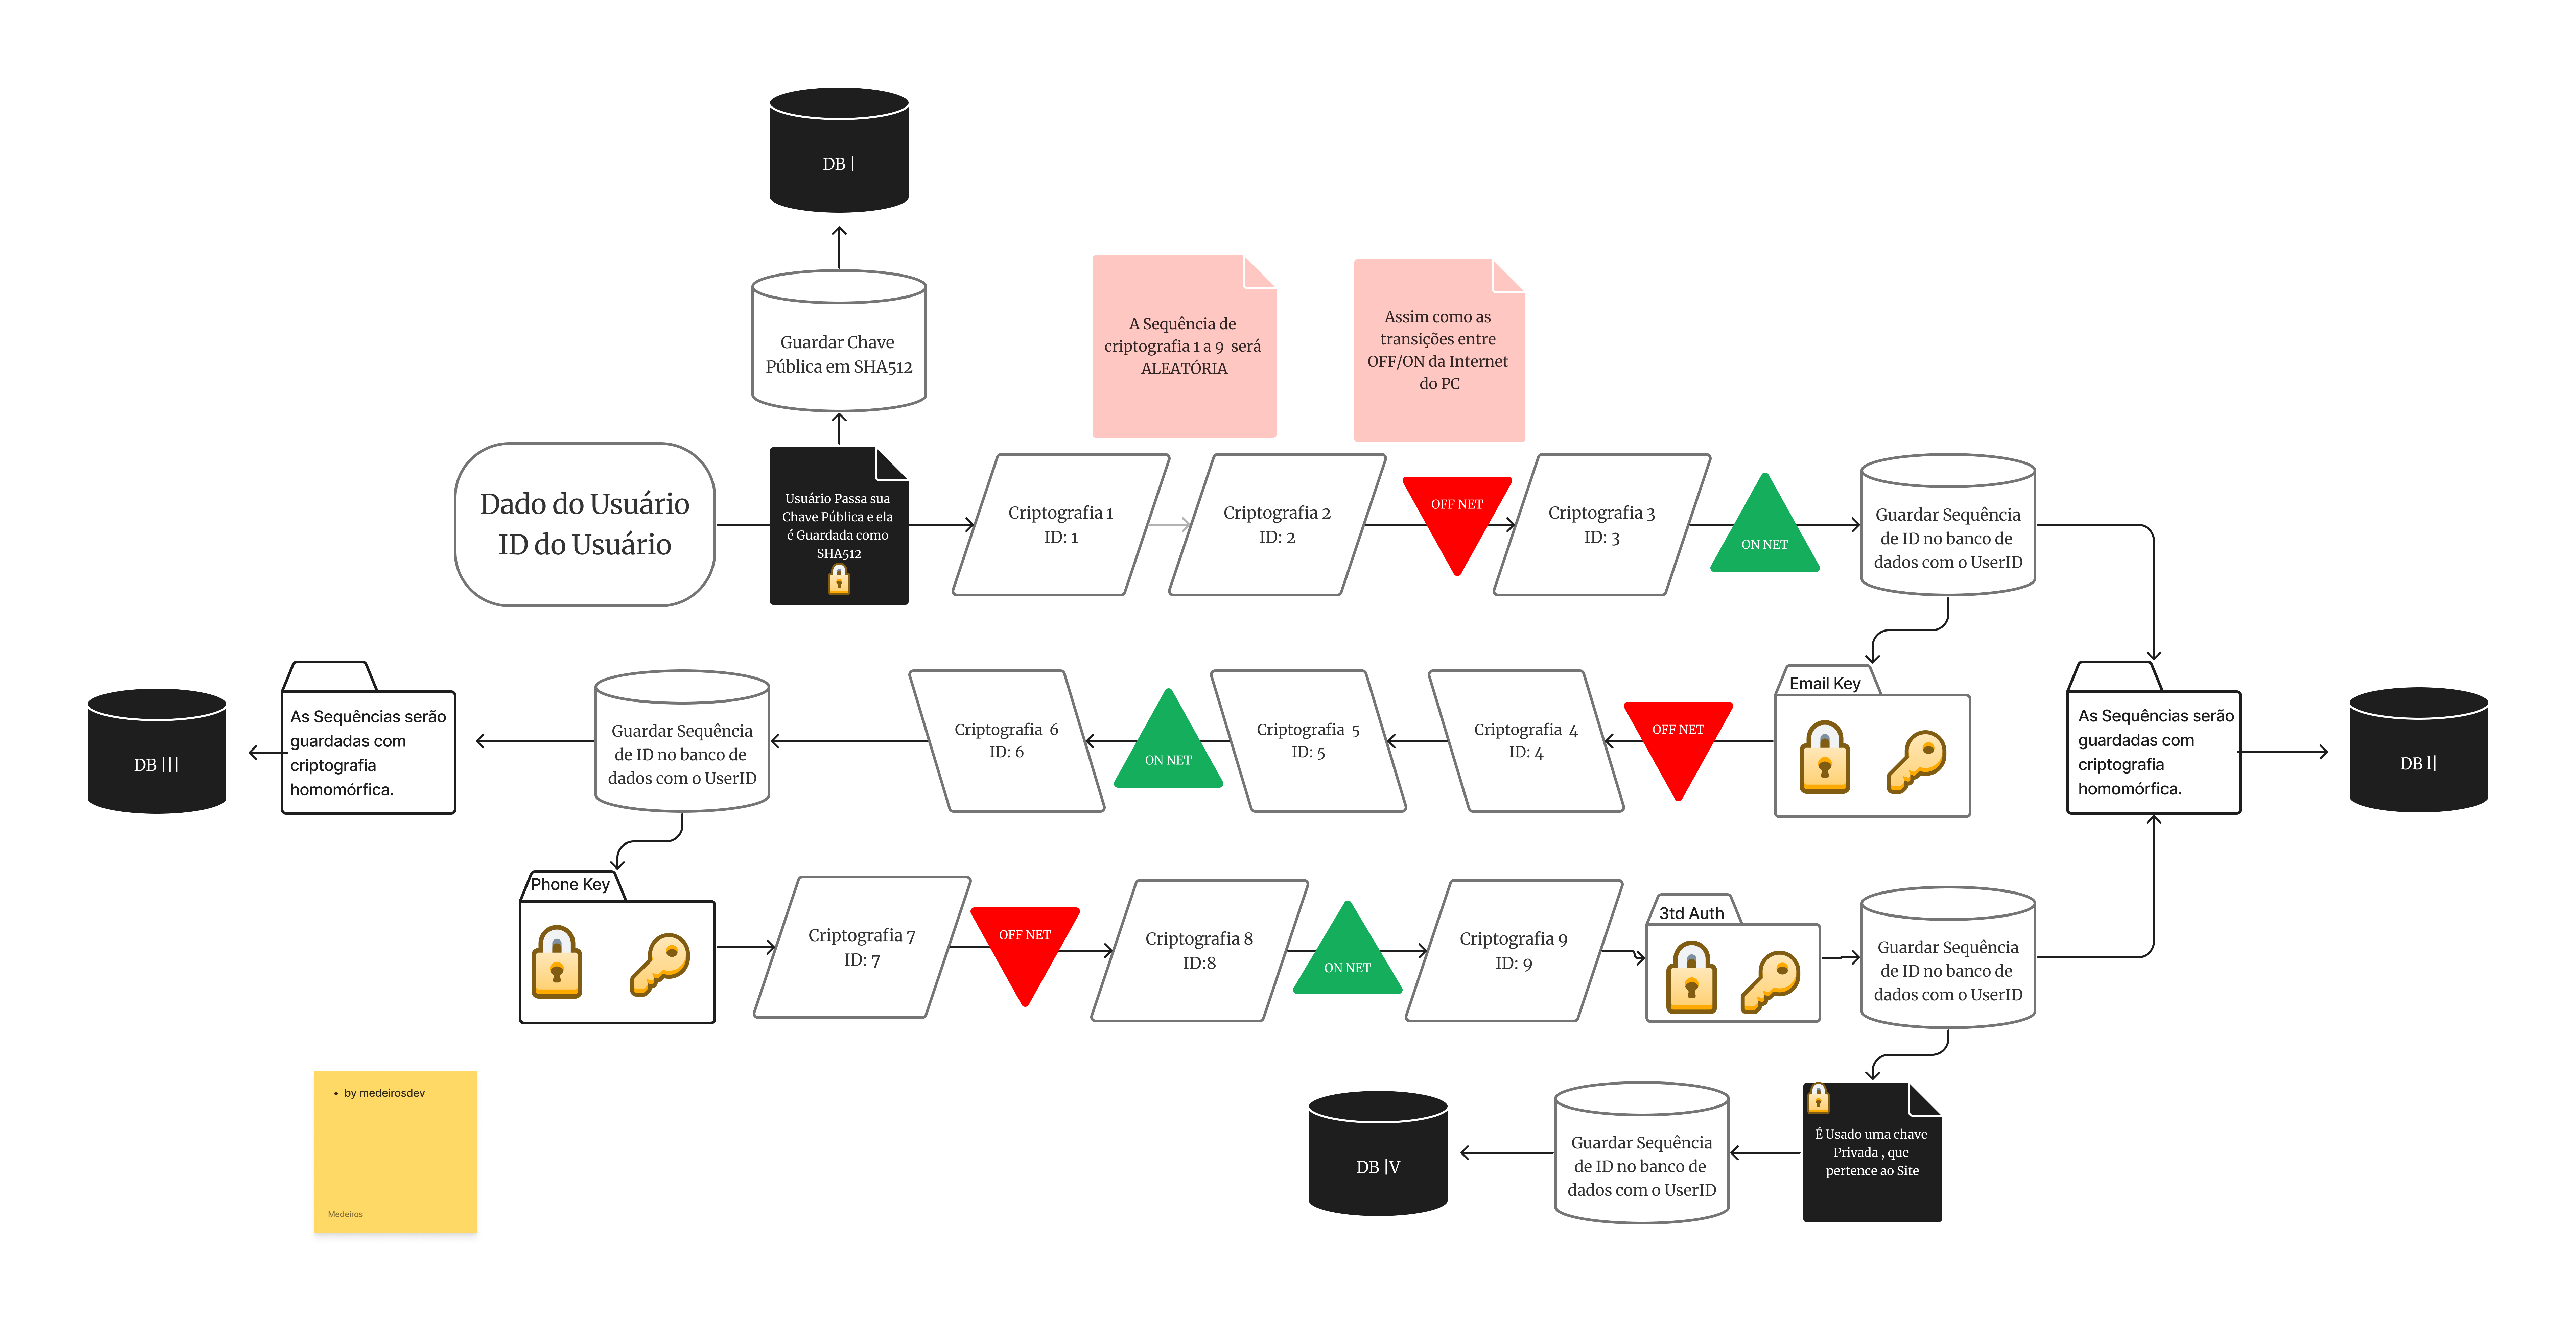 DB |
Guardar Chave
Pública em SHA512
A Sequência de
criptografia 1 a 9 será
ALEATÓRIA
Assim como as
transições entre
OFF/ON da Internet
do PC
Dado do Usuário
ID do Usuário
Usuário Passa sua
Chave Pública e ela
é Guardada como
SHA512
Criptografia 1
ID: 1
Criptografia 2
ID: 2
OFF NET
Criptografia 3
ID: 3
ON NET
Guardar Sequência
de ID no banco de
dados com o UserID
DB |||
As Sequências serão
guardadas com
criptografia
homomórfica.
Guardar Sequência
de ID no banco de
dados com o UserID
Criptografia 6
ID: 6
ON NET
Criptografia 5
ID: 5
Criptografia 4
ID: 4
OFF NET
Email Key
As Sequências serão
guardadas com
criptografia
homomórfica.
DB l|
Phone Key
Criptografia 7
ID: 7
OFF NET
Criptografia 8
ID:8
ON NET
Criptografia 9
ID: 9
3td Auth
Guardar Sequência
de ID no banco de
dados com o UserID
• by medeirosdev
Medeiros
DB |V
Guardar Sequência
de ID no banco de
dados com o UserID
É Usado uma chave
Privada , que
pertence ao Site